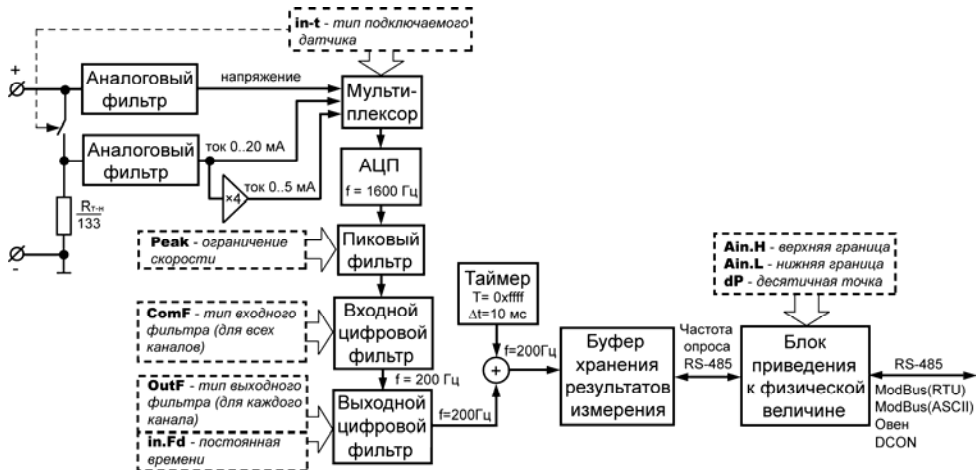 in-t - тип подключаемого
датчика
+
Аналоговый
фильтр
напряжение
Мульти-
плексор
Аналоговый
фильтр
ток 0..20 мА
×4
ток 0..5 мА
АЦП
f = 1600 Гц
Rт-н
133
-
Peak - ограничение
скорости
Пиковый
фильтр
ComF - тип входного
фильтра (для всех
каналов)
Входной
цифровой
фильтр
f = 200 Гц
OutF - тип выходного
фильтра (для каждого
канала)
in.Fd - постоянная
времени
Выходной
цифровой
фильтр
f=200Гц
Таймер
T= 0xffff
Δt=10 мс
+
f=200Гц
Буфер
хранения
результатов
измерения
Частота
опроса
RS-485
Ain.H - верхняя граница
Ain.L - нижняя граница
dP - десятичная точка
Блок
приведения
к физической
величине
RS-485
ModBus(RTU)
ModBus(ASCII)
Овен
DCON